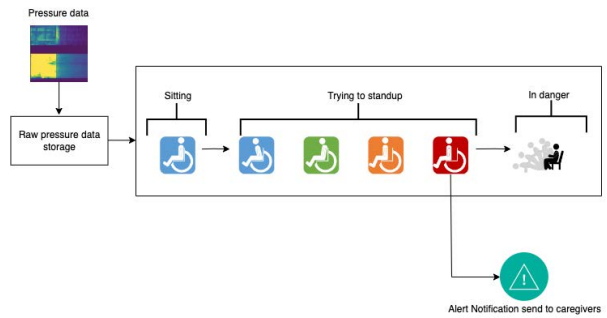 Pressure data
Raw pressure data
storage
Sitting
Trying to standup
In danger
Alert Notification send to caregivers